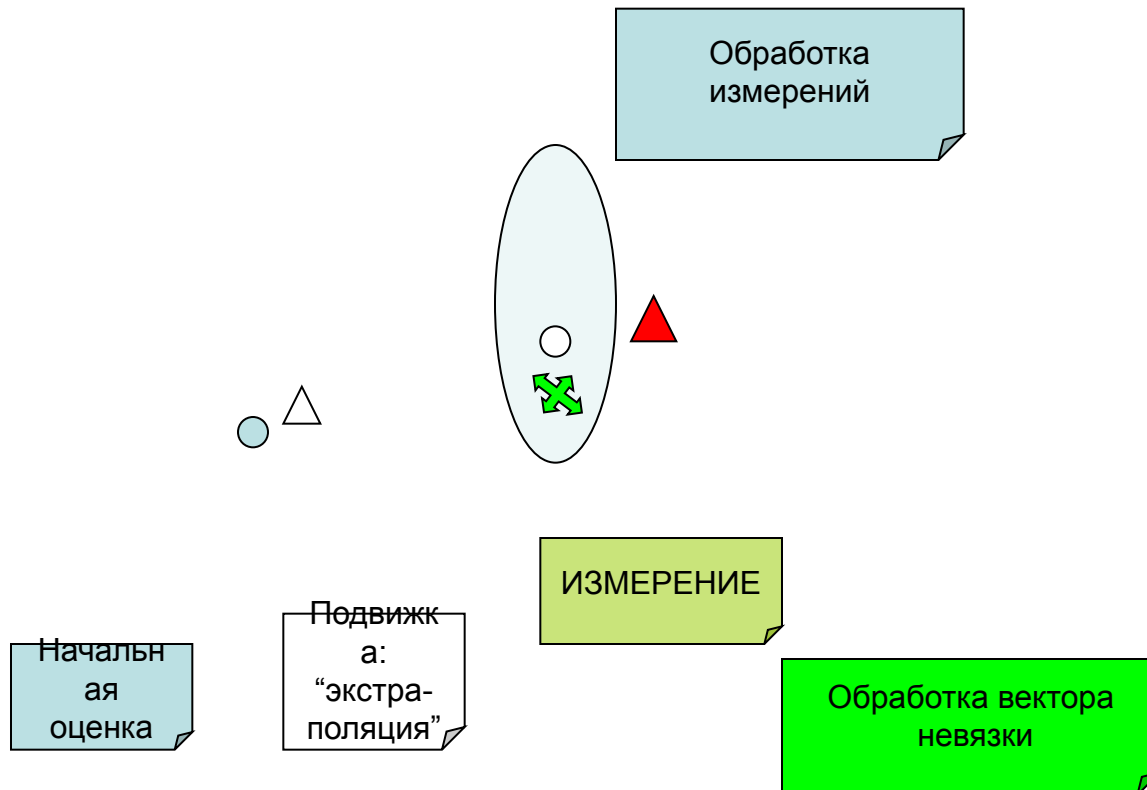 Обработка
измерений
ИЗМЕРЕНИЕ
Подвижк
а:
“экстра-
поляция”
Начальн
ая
оценка
Обработка вектора
невязки